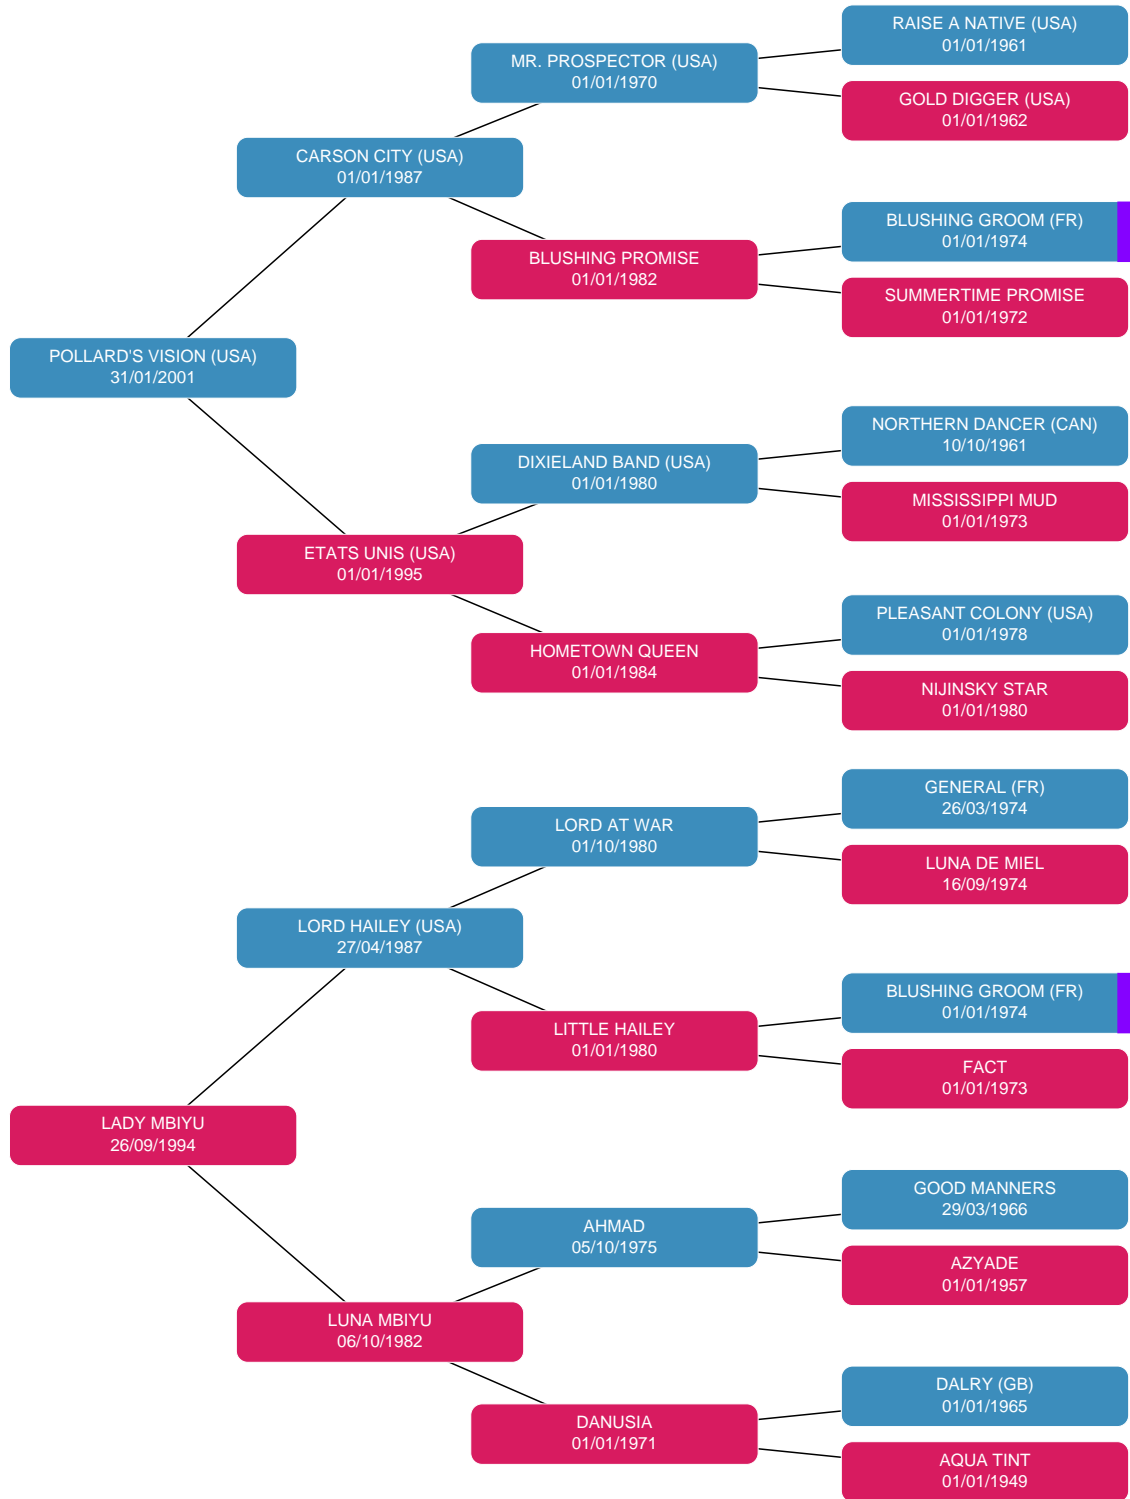 RAISE A NATIVE (USA)
01/01/1961
MR. PROSPECTOR (USA)
01/01/1970
GOLD DIGGER (USA)
01/01/1962
CARSON CITY (USA)
01/01/1987
BLUSHING GROOM (FR)
01/01/1974
BLUSHING PROMISE
01/01/1982
SUMMERTIME PROMISE
01/01/1972
POLLARD'S VISION (USA)
31/01/2001
NORTHERN DANCER (CAN)
10/10/1961
DIXIELAND BAND (USA)
01/01/1980
MISSISSIPPI MUD
01/01/1973
ETATS UNIS (USA)
01/01/1995
PLEASANT COLONY (USA)
01/01/1978
HOMETOWN QUEEN
01/01/1984
NIJINSKY STAR
01/01/1980
GENERAL (FR)
26/03/1974
LORD AT WAR
01/10/1980
LUNA DE MIEL
16/09/1974
LORD HAILEY (USA)
27/04/1987
BLUSHING GROOM (FR)
01/01/1974
LITTLE HAILEY
01/01/1980
FACT
01/01/1973
LADY MBIYU
26/09/1994
GOOD MANNERS
29/03/1966
AHMAD
05/10/1975
AZYADE
01/01/1957
LUNA MBIYU
06/10/1982
DALRY (GB)
01/01/1965
DANUSIA
01/01/1971
AQUA TINT
01/01/1949